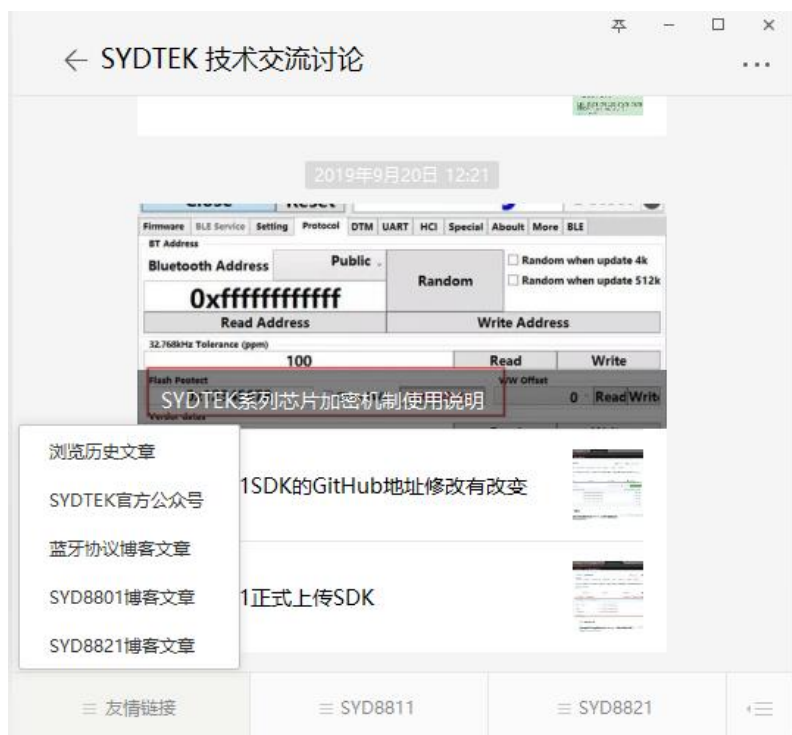 SYDTEK 技术交流讨论
2019年9月20日 12:21
Close Reset
Firmware BLE Service Setting Protocol DTM UART HCI Special Aboult More BLE
BT Address
Bluetooth Address Public Random Random when update 4k
Random when update 512k
0xffffffffffff
Read Address Write Address
32.768kHz Tolerance (ppm)
100 Read Write
Flash Peotect V/W Offset
0 Read Write
SYDTEK系列芯片加密机制使用说明
浏览历史文章
SYDTEK官方公众号
1SDK的GitHub地址修改有改变
蓝牙协议博客文章
SYD8801博客文章
1正式上传SDK
SYD8821博客文章
友情链接 SYD8811 SYD8821